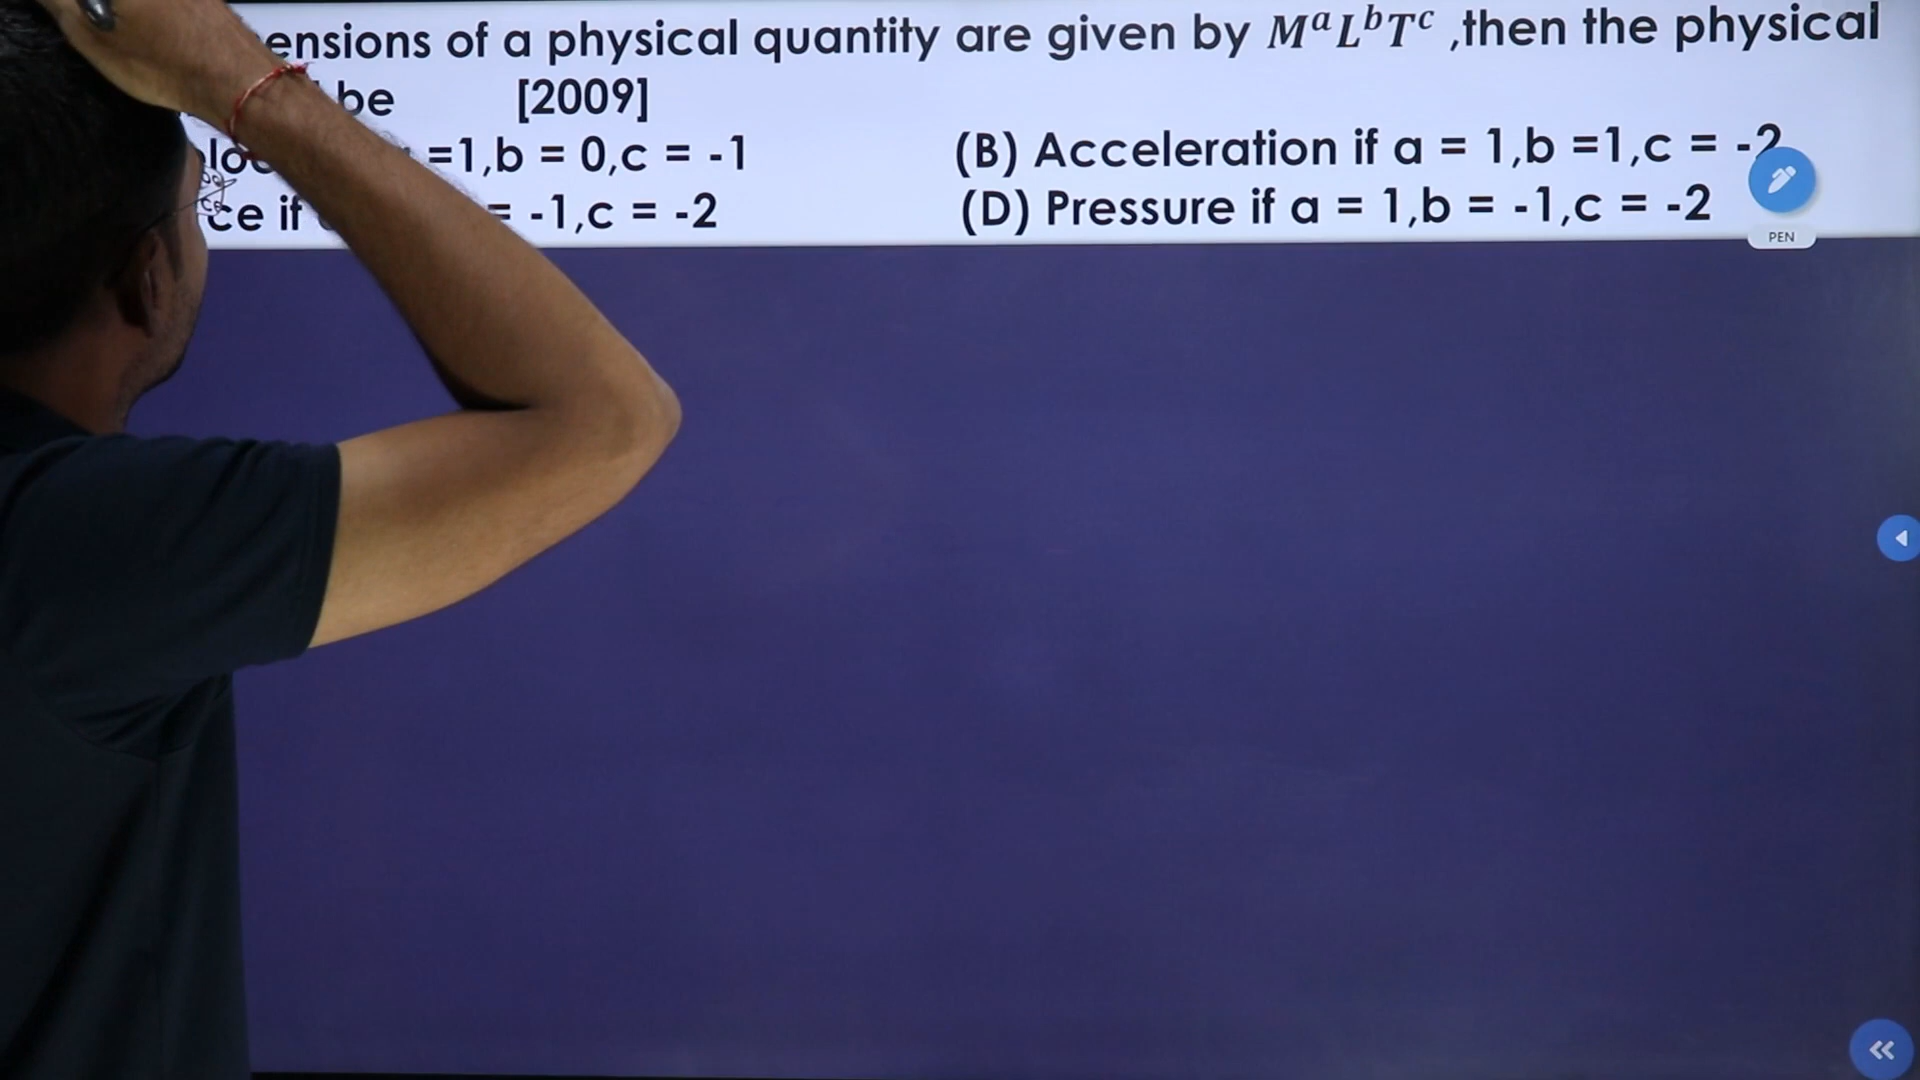 ensions of a physical quantity are given by MᵃLᵇTᶜ ,then the physical
be [2009]
=1,b = 0,c = -1 (B) Acceleration if a = 1,b =1,c = -2
ce if = -1,c = -2 (D) Pressure if a = 1,b = -1,c = -2
PEN